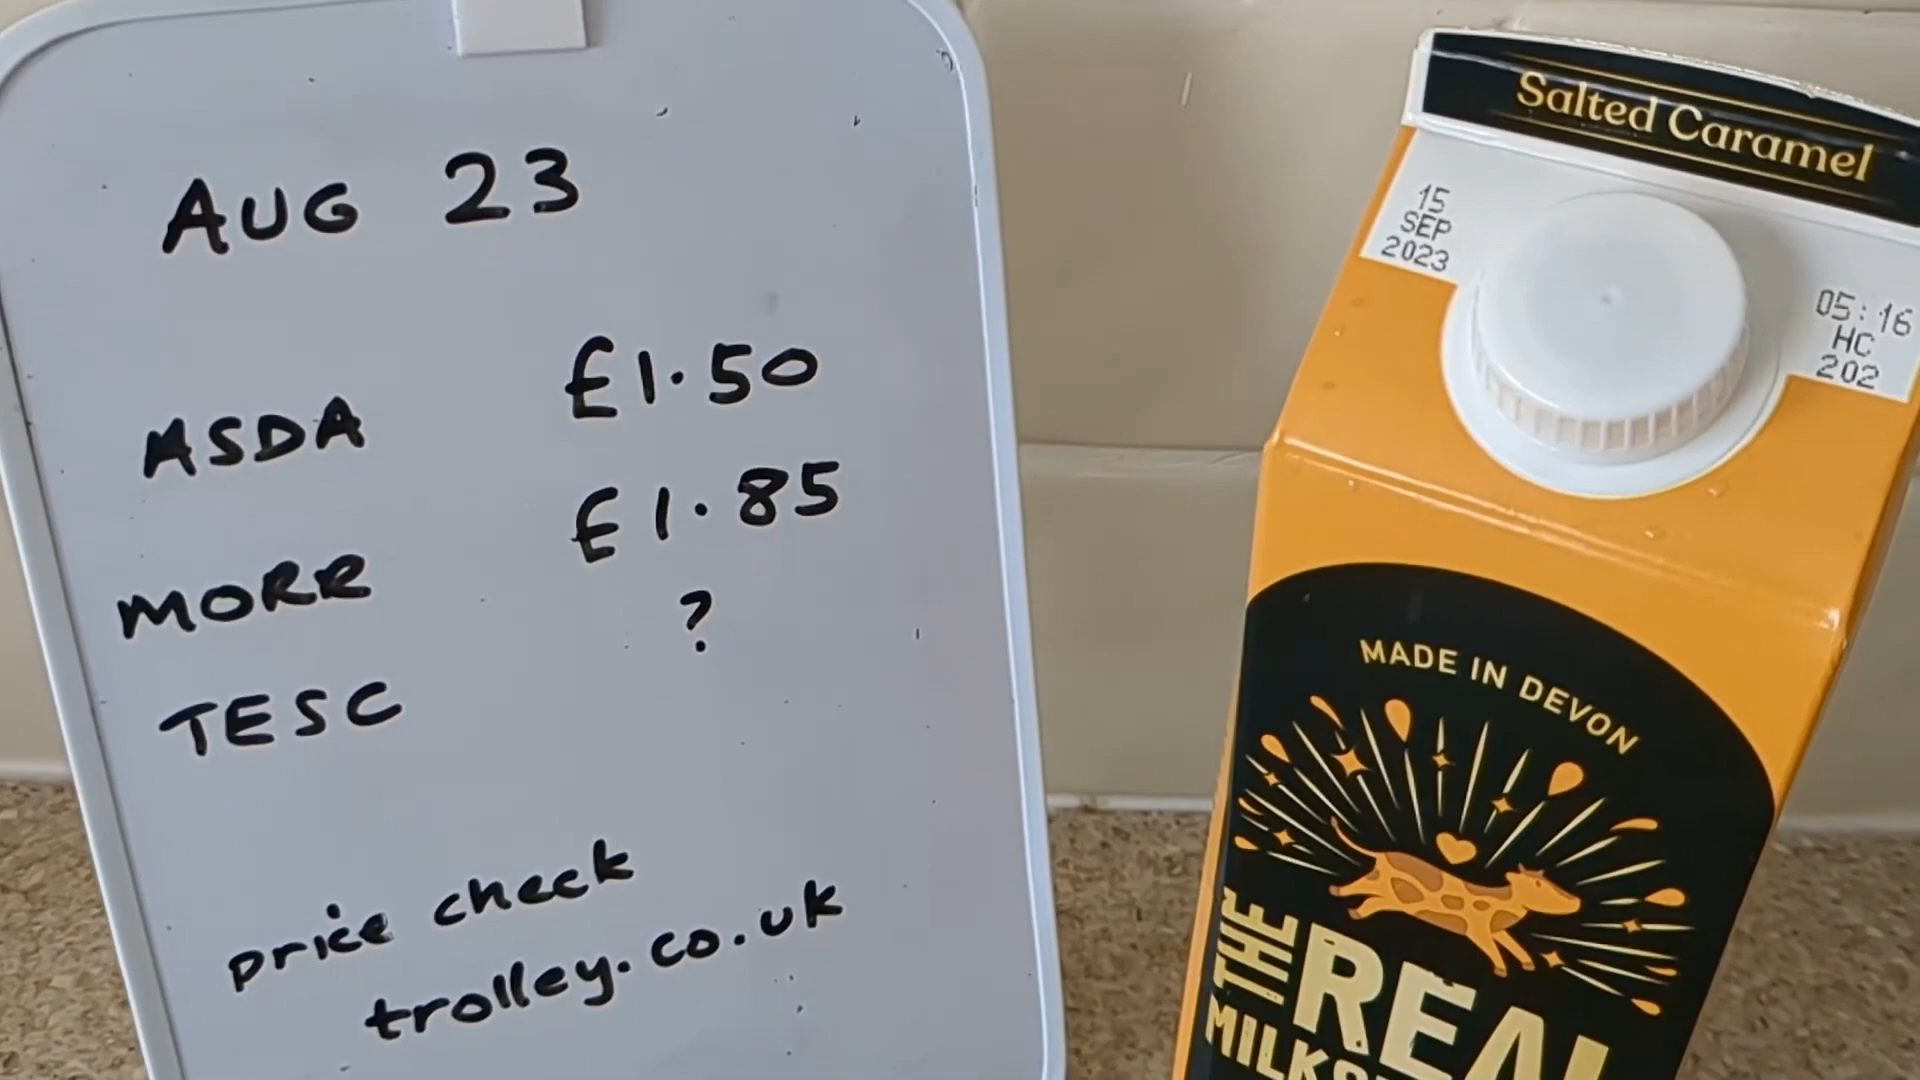 AUG 23
ASDA £1.50
MORR £1.85
TESC ?
price check
trolley.co.uk
Salted Caramel
15
SEP
2023
05:16
HC
202
MADE IN DEVON
THE REAL